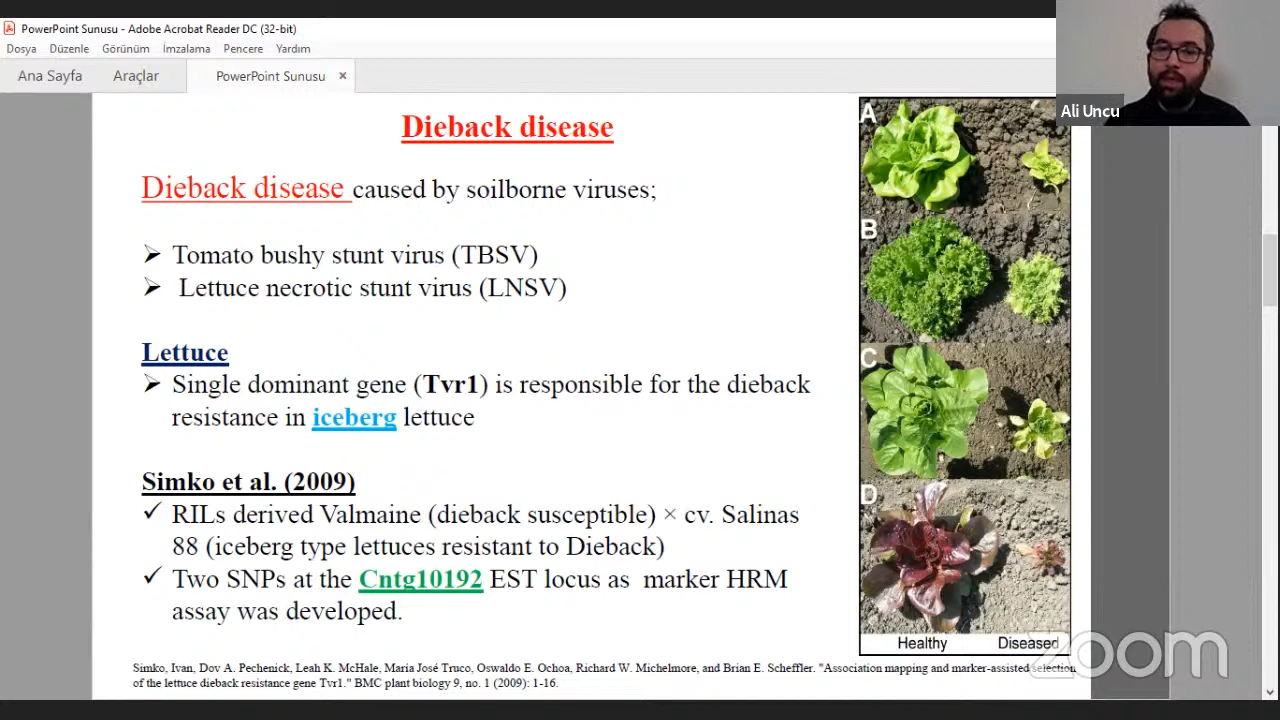 PowerPoint Sunusu - Adobe Acrobat Reader DC (32-bit)
Dosya Düzenle Görünüm İmzalama Pencere Yardım
Ana Sayfa Araçlar PowerPoint Sunusu ×
Ali Uncu
Dieback disease
Dieback disease caused by soilborne viruses;
➢ Tomato bushy stunt virus (TBSV)
➢ Lettuce necrotic stunt virus (LNSV)
Lettuce
➢ Single dominant gene (Tvr1) is responsible for the dieback
resistance in iceberg lettuce
Simko et al. (2009)
✓ RILs derived Valmaine (dieback susceptible) × cv. Salinas
88 (iceberg type lettuces resistant to Dieback)
✓ Two SNPs at the Cntg10192 EST locus as marker HRM
assay was developed.
A
B
C
D
Healthy Diseased
zoom
Simko, Ivan, Dov A. Pechenick, Leah K. McHale, María José Truco, Oswaldo E. Ochoa, Richard W. Michelmore, and Brian E. Scheffler. "Association mapping and marker-assisted selection
of the lettuce dieback resistance gene Tvr1." BMC plant biology 9, no. 1 (2009): 1-16.